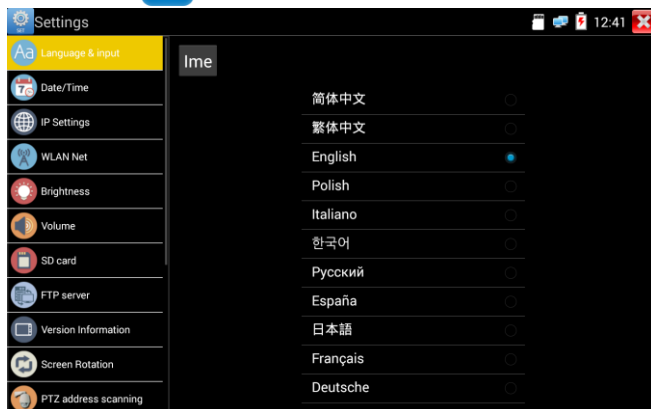 Settings
12:41
SET
Aa Language & input
Ime
Date/Time
IP Settings
WLAN Net
Brightness
Volume
SD card
FTP server
Version Information
Screen Rotation
PTZ address scanning
简体中文
繁体中文
English
Polish
Italiano
한국어
Русский
España
日本語
Français
Deutsche